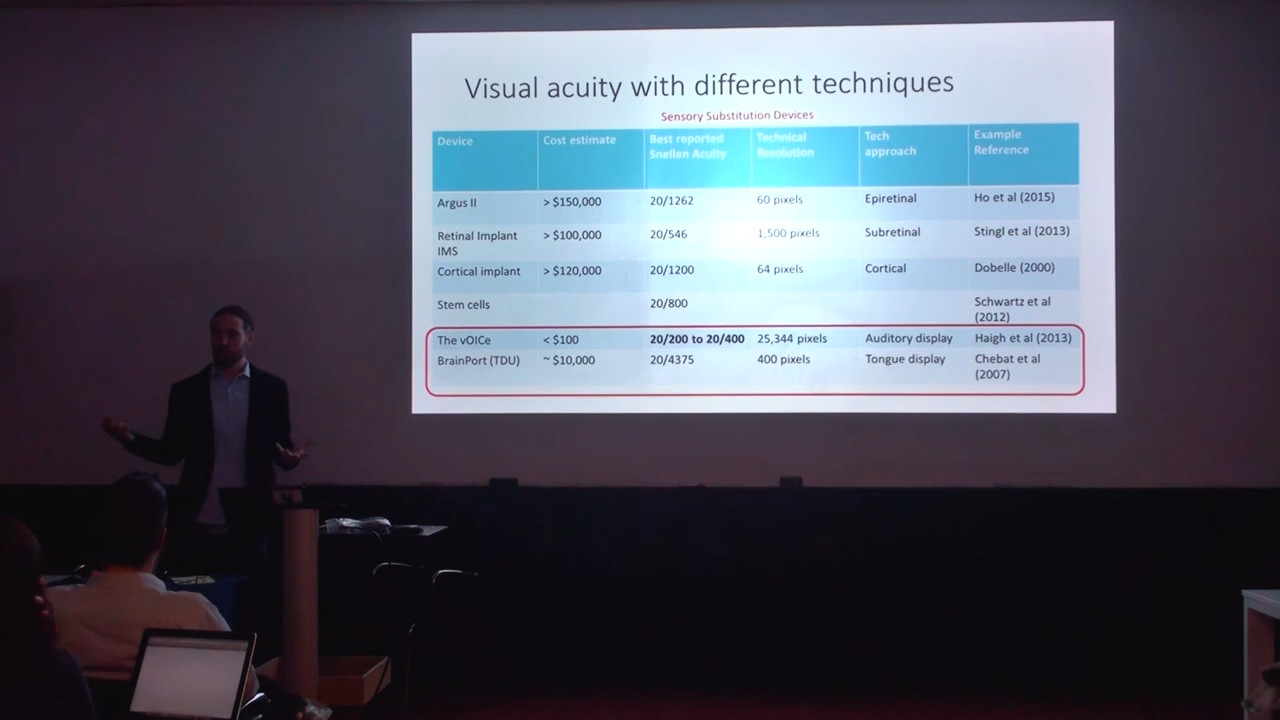 Visual acuity with different techniques
Sensory Substitution Devices
Device Cost estimate Best reported Snellen Acuity Technical Resolution Tech approach Example Reference
Argus II > $150,000 20/1262 60 pixels Epiretinal Ho et al (2015)
Retinal Implant IMS > $100,000 20/546 1,500 pixels Subretinal Stingl et al (2013)
Cortical implant > $120,000 20/1200 64 pixels Cortical Dobelle (2000)
Stem cells 20/800 Schwartz et al (2012)
The vOICe < $100 20/200 to 20/400 25,344 pixels Auditory display Haigh et al (2013)
BrainPort (TDU) ~ $10,000 20/4375 400 pixels Tongue display Chebat et al (2007)